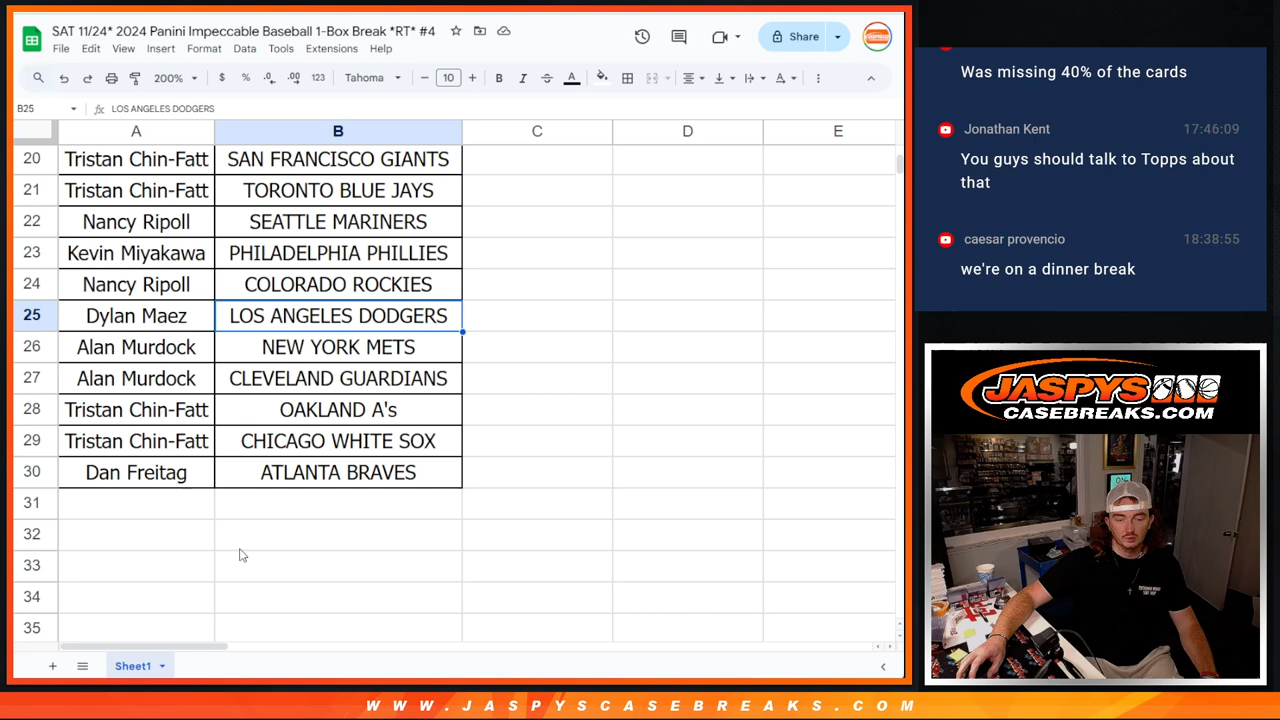 SAT 11/24* 2024 Panini Impeccable Baseball 1-Box Break *RT* #4
File Edit View Insert Format Data Tools Extensions Help
Share
200% $ % .0 .00 123 Tahoma 10 B I A
B25 fx LOS ANGELES DODGERS
A B C D E
20 Tristan Chin-Fatt SAN FRANCISCO GIANTS
21 Tristan Chin-Fatt TORONTO BLUE JAYS
22 Nancy Ripoll SEATTLE MARINERS
23 Kevin Miyakawa PHILADELPHIA PHILLIES
24 Nancy Ripoll COLORADO ROCKIES
25 Dylan Maez LOS ANGELES DODGERS
26 Alan Murdock NEW YORK METS
27 Alan Murdock CLEVELAND GUARDIANS
28 Tristan Chin-Fatt OAKLAND A's
29 Tristan Chin-Fatt CHICAGO WHITE SOX
30 Dan Freitag ATLANTA BRAVES
31
32
33
34
35
Sheet1
Was missing 40% of the cards
Jonathan Kent 17:46:09
You guys should talk to Topps about
that
caesar provencio 18:38:55
we're on a dinner break
JASPYS
CASEBREAKS.COM
WWW.JASPYSCASEBREAKS.COM